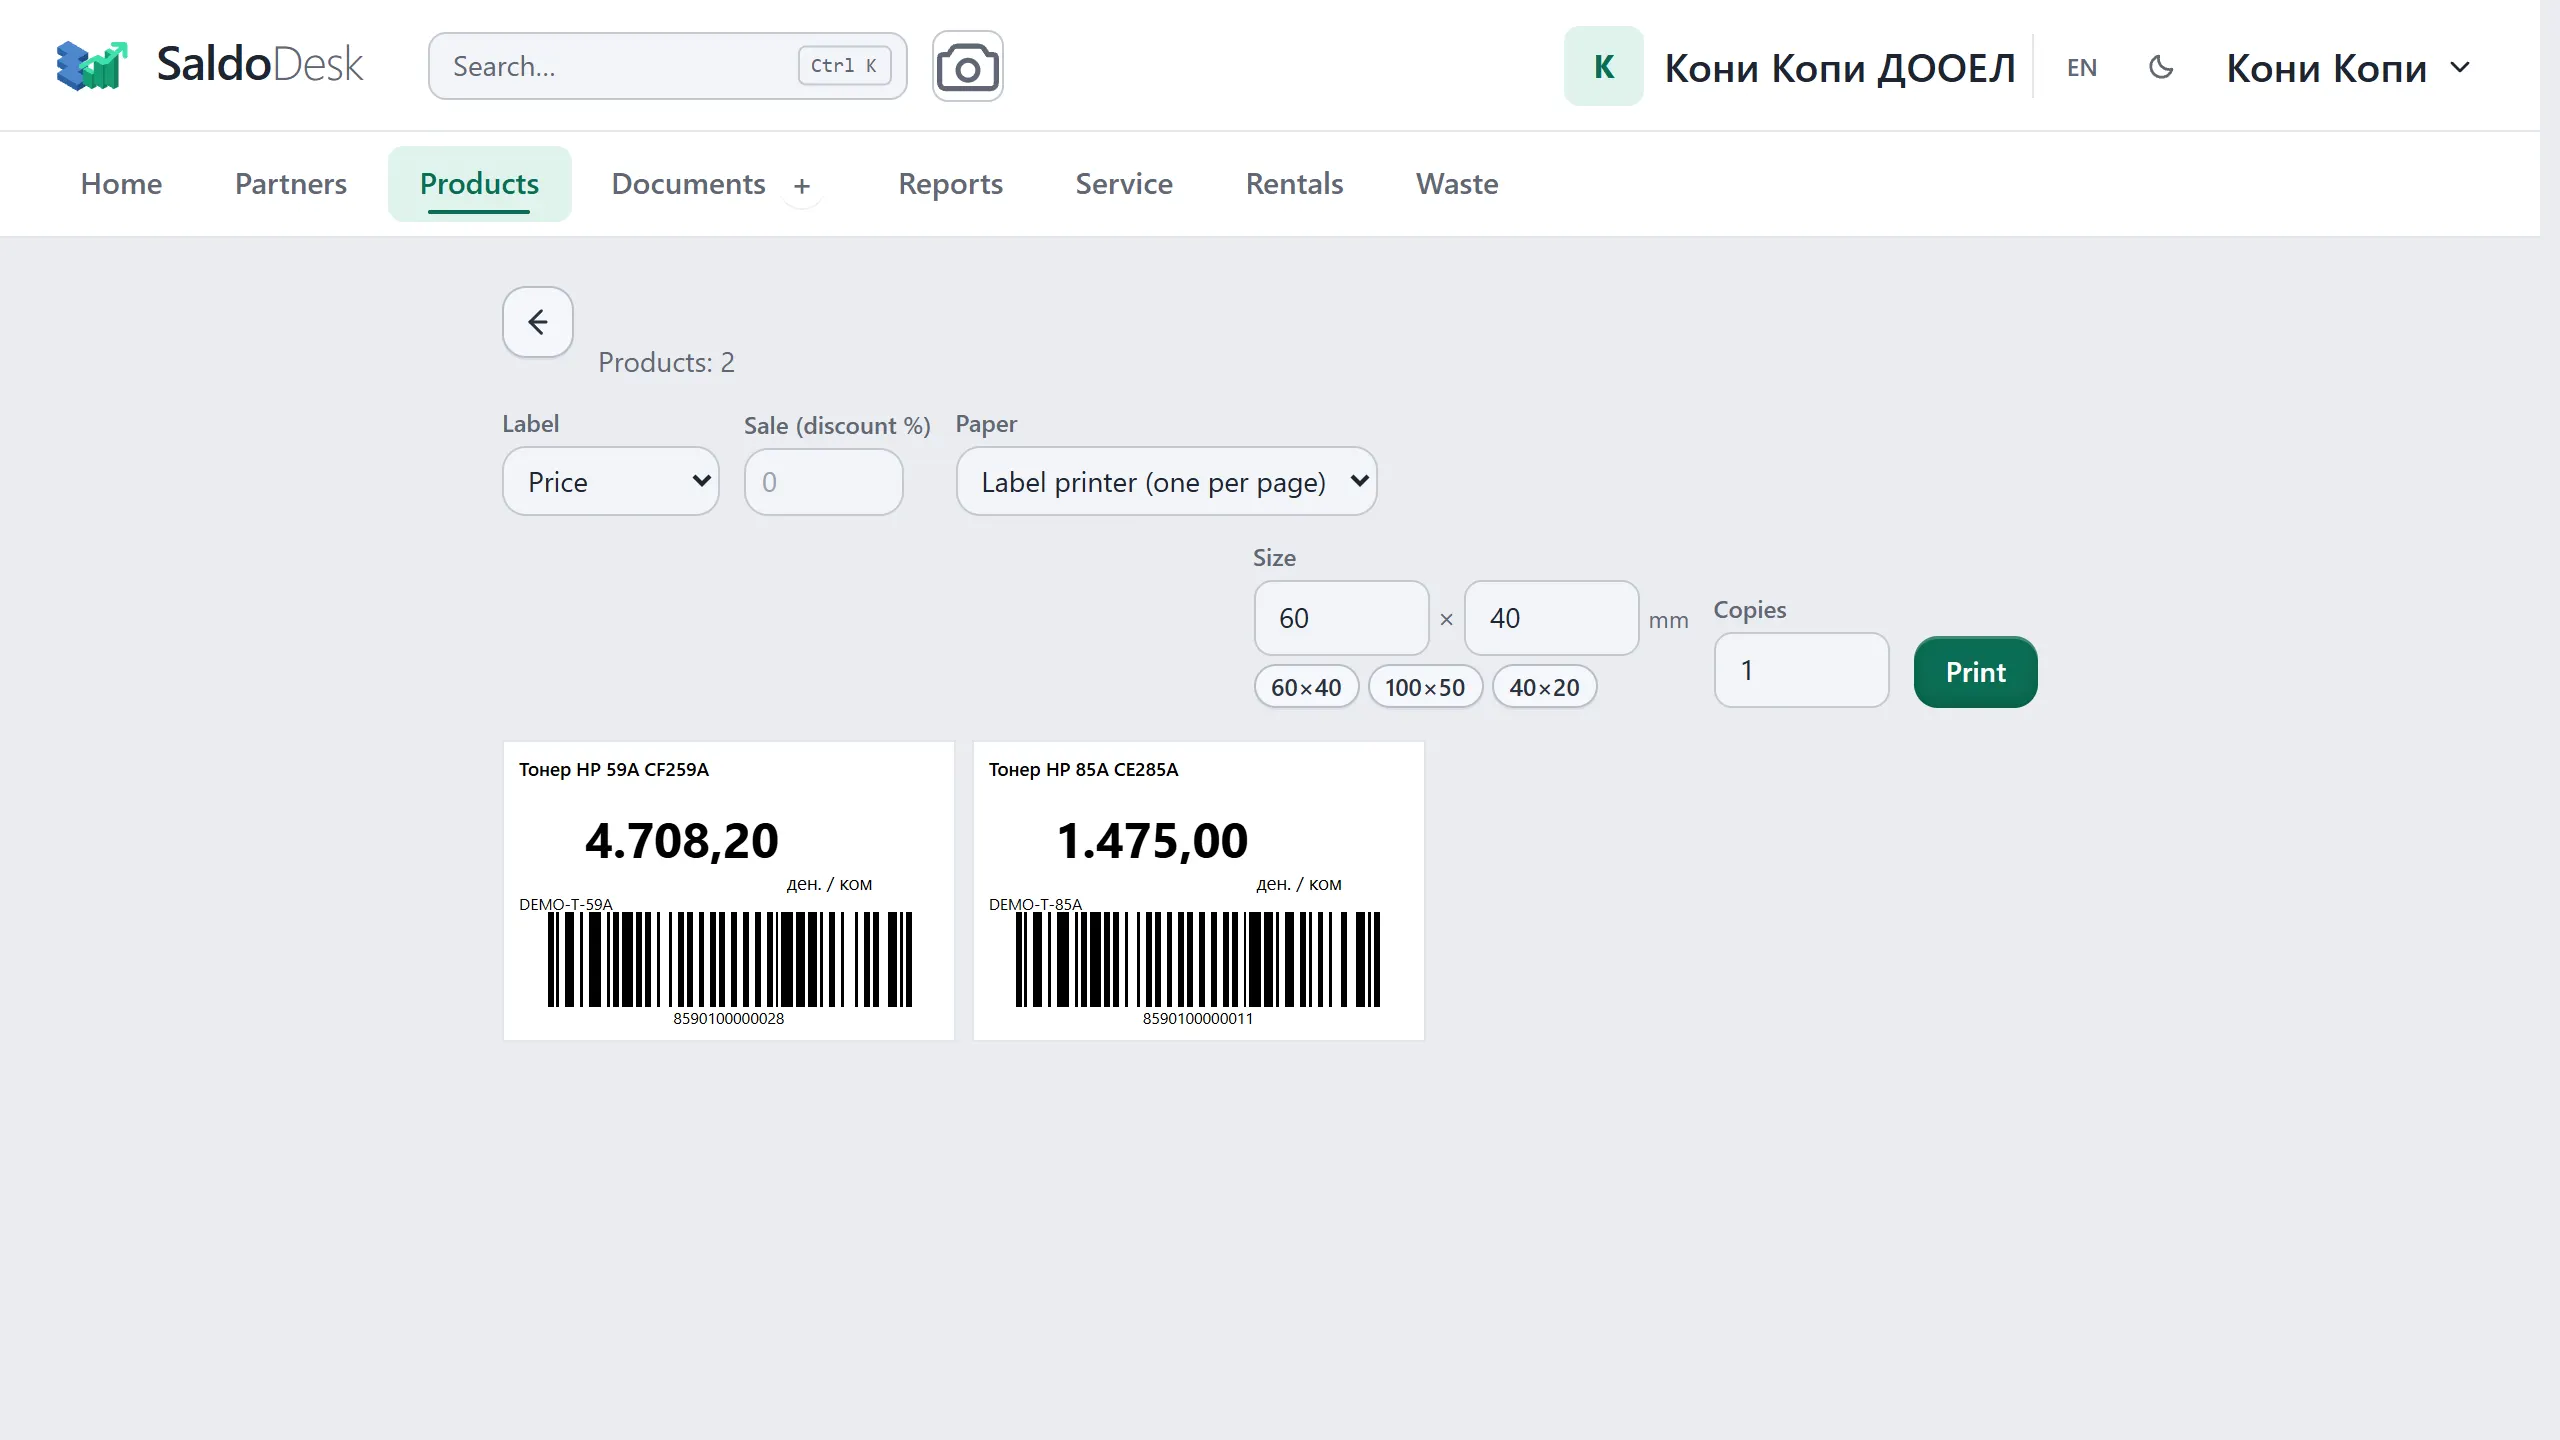 SaldoDesk
Search...
Ctrl K
К
Кони Копи ДООЕЛ
EN
Кони Копи
Home
Partners
Products
Documents
+
Reports
Service
Rentals
Waste
Products: 2
Label
Sale (discount %)
Paper
Price
0
Label printer (one per page)
Size
60 × 40 mm
60×40
100×50
40×20
Copies
1
Print
Тонер HP 59A CF259A
4.708,20
ден. / ком
DEMO-T-59A
8590100000028
Тонер HP 85A CE285A
1.475,00
ден. / ком
DEMO-T-85A
8590100000011